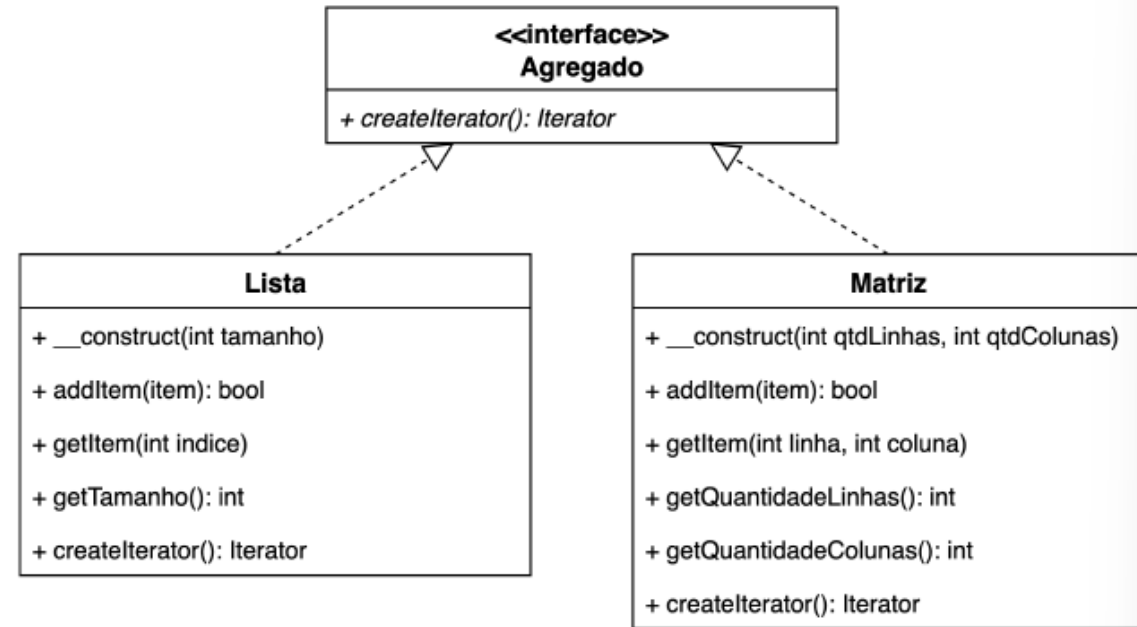 <<interface>>
Agregado
+ createIterator(): Iterator
Lista
+ __construct(int tamanho)
+ addItem(item): bool
+ getItem(int indice)
+ getTamanho(): int
+ createIterator(): Iterator
Matriz
+ __construct(int qtdLinhas, int qtdColunas)
+ addItem(item): bool
+ getItem(int linha, int coluna)
+ getQuantidadeLinhas(): int
+ getQuantidadeColunas(): int
+ createIterator(): Iterator